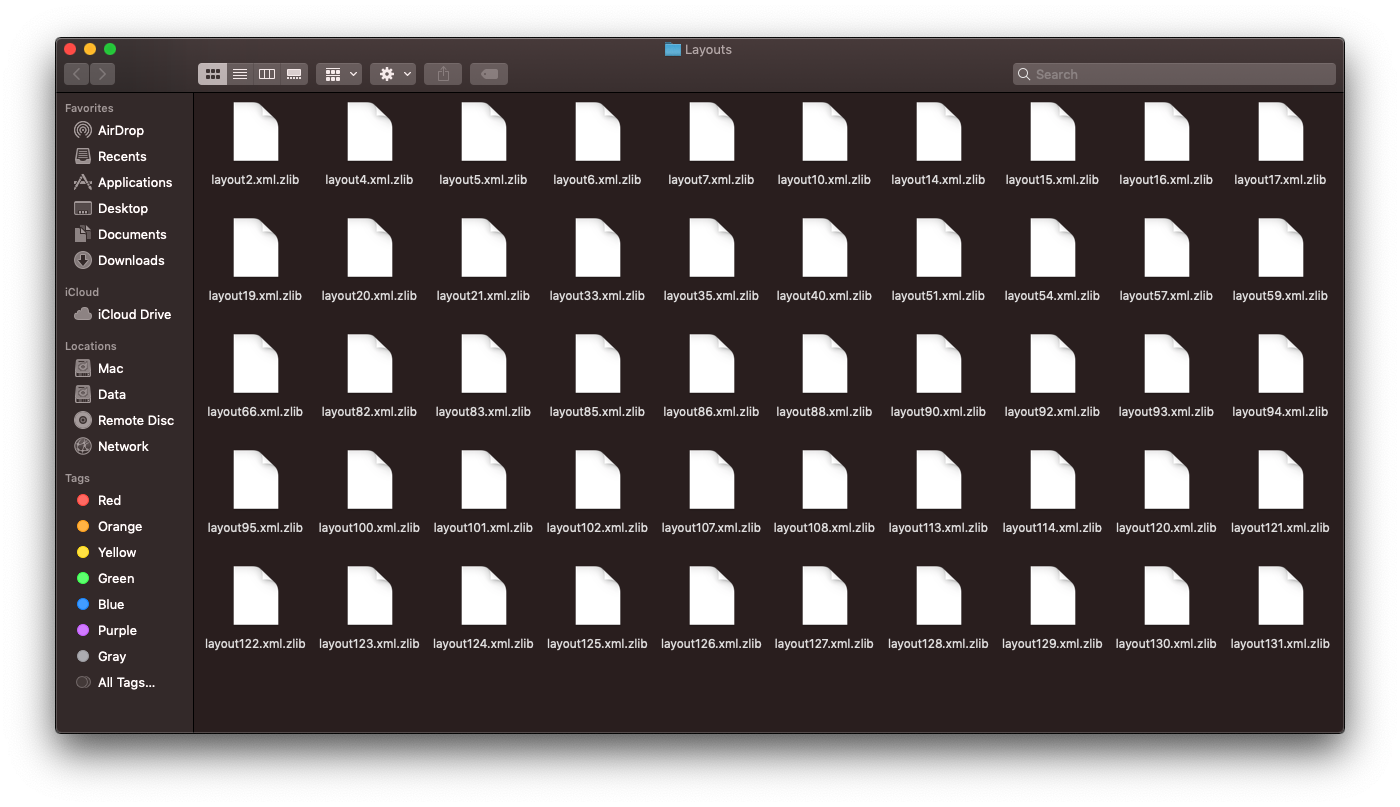 Layouts
Search
Favorites
AirDrop
Recents
Applications
Desktop
Documents
Downloads
iCloud
iCloud Drive
Locations
Mac
Data
Remote Disc
Network
Tags
Red
Orange
Yellow
Green
Blue
Purple
Gray
All Tags...
layout2.xml.zlib layout4.xml.zlib layout5.xml.zlib layout6.xml.zlib layout7.xml.zlib layout10.xml.zlib layout14.xml.zlib layout15.xml.zlib layout16.xml.zlib layout17.xml.zlib
layout19.xml.zlib layout20.xml.zlib layout21.xml.zlib layout33.xml.zlib layout35.xml.zlib layout40.xml.zlib layout51.xml.zlib layout54.xml.zlib layout57.xml.zlib layout59.xml.zlib
layout66.xml.zlib layout82.xml.zlib layout83.xml.zlib layout85.xml.zlib layout86.xml.zlib layout88.xml.zlib layout90.xml.zlib layout92.xml.zlib layout93.xml.zlib layout94.xml.zlib
layout95.xml.zlib layout100.xml.zlib layout101.xml.zlib layout102.xml.zlib layout107.xml.zlib layout108.xml.zlib layout113.xml.zlib layout114.xml.zlib layout120.xml.zlib layout121.xml.zlib
layout122.xml.zlib layout123.xml.zlib layout124.xml.zlib layout125.xml.zlib layout126.xml.zlib layout127.xml.zlib layout128.xml.zlib layout129.xml.zlib layout130.xml.zlib layout131.xml.zlib